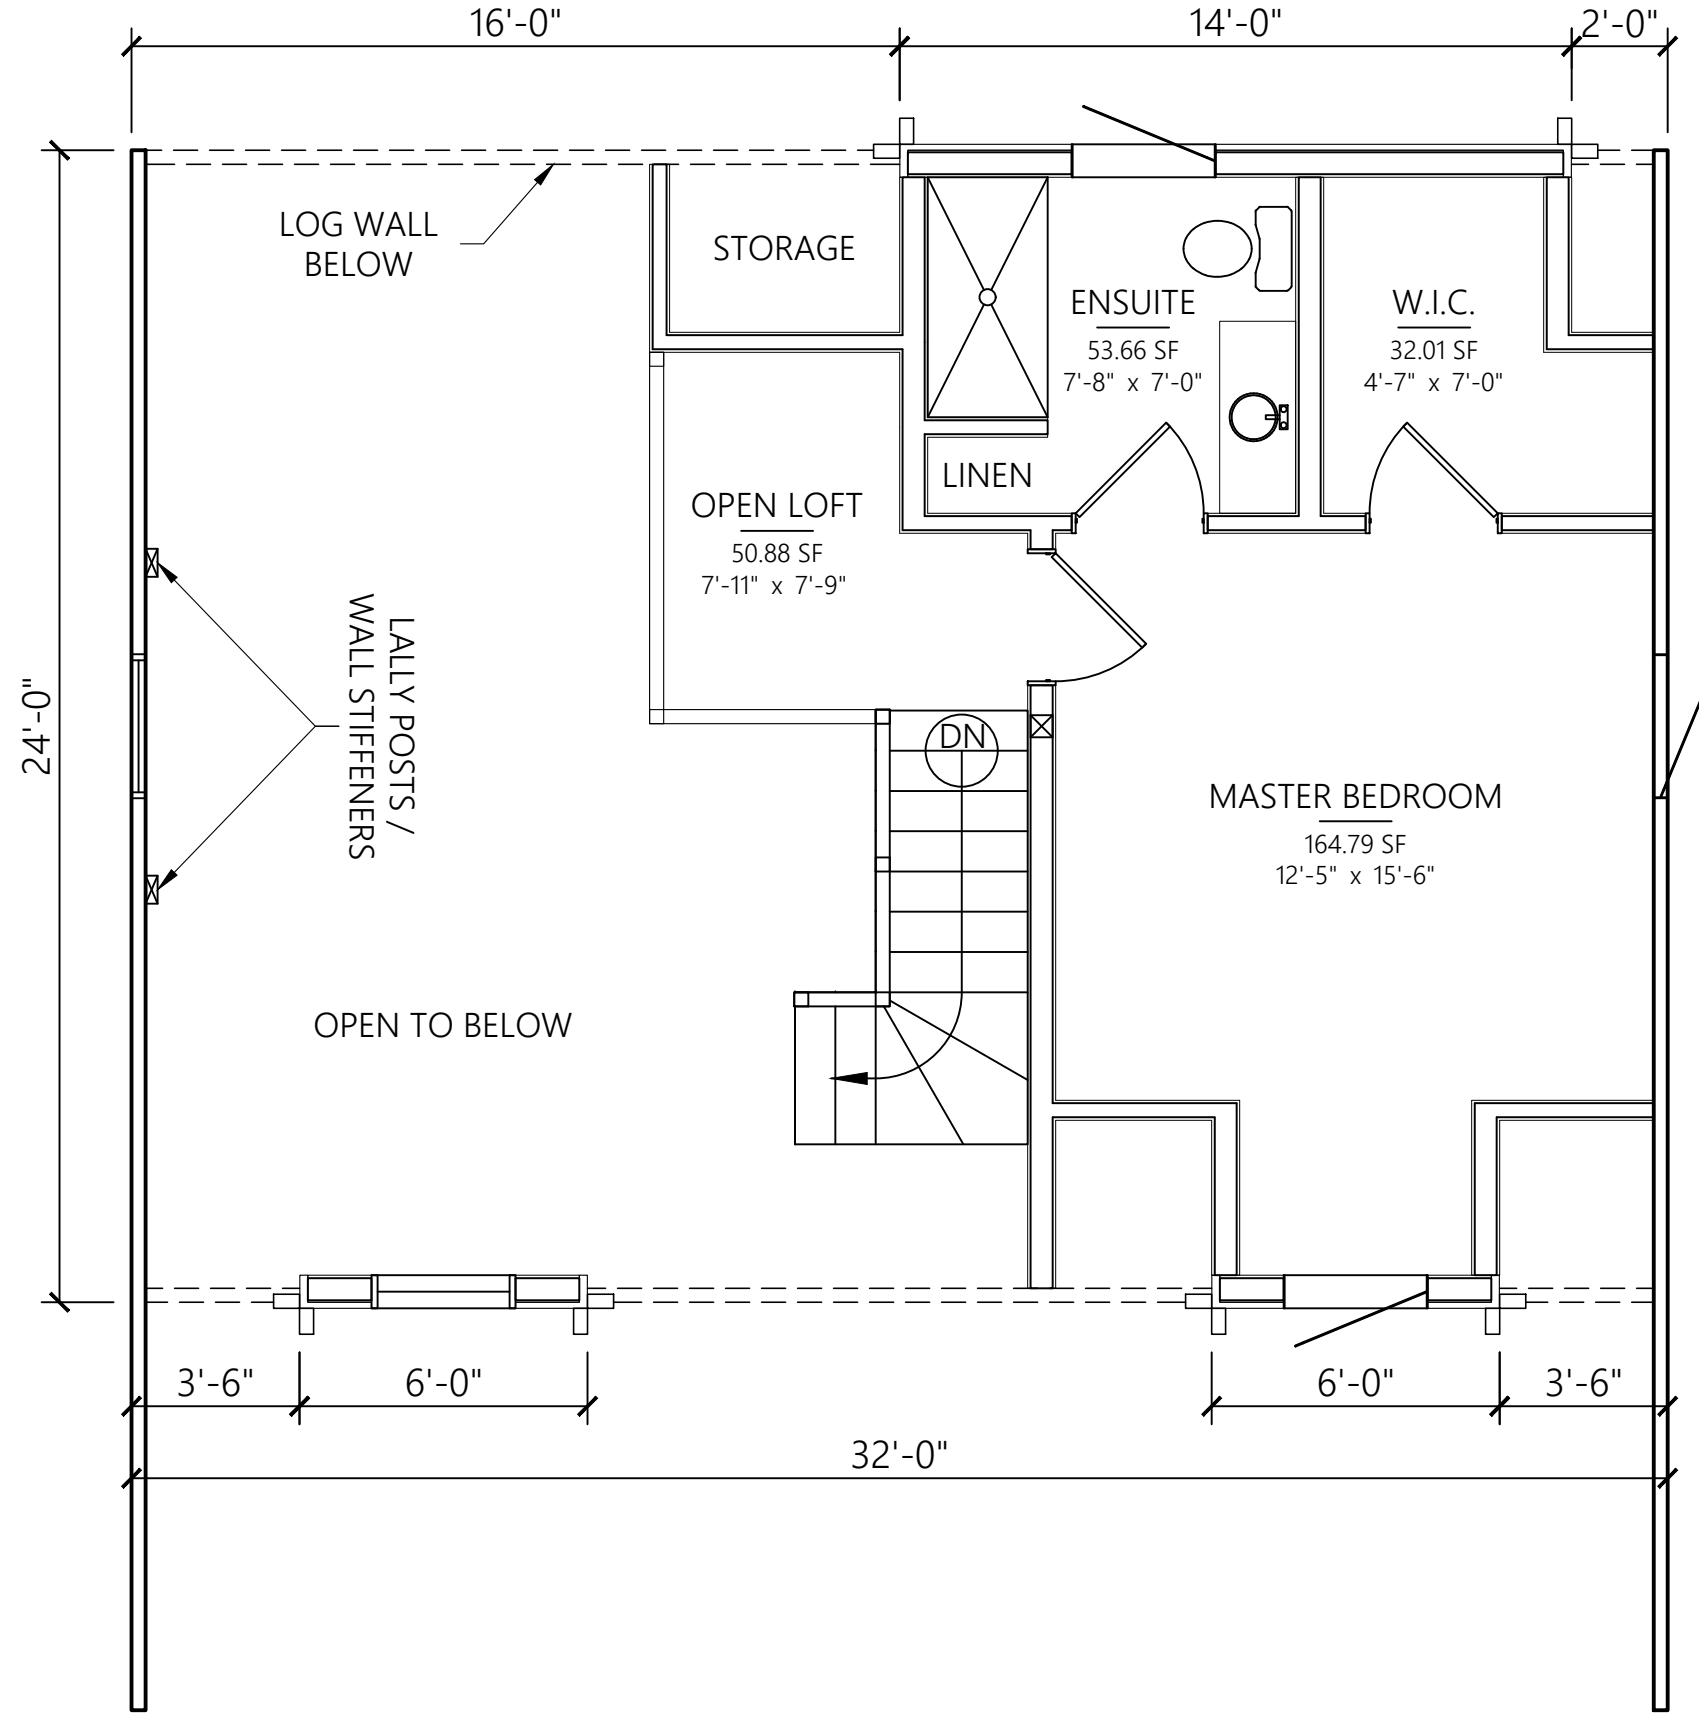 16'-0"
14'-0"
2'-0"
LOG WALL
BELOW
STORAGE
ENSUITE
53.66 SF
7'-8" x 7'-0"
W.I.C.
32.01 SF
4'-7" x 7'-0"
LINEN
OPEN LOFT
50.88 SF
7'-11" x 7'-9"
LALLY POSTS /
WALL STIFFENERS
24'-0"
DN
MASTER BEDROOM
164.79 SF
12'-5" x 15'-6"
OPEN TO BELOW
3'-6"
6'-0"
6'-0"
3'-6"
32'-0"